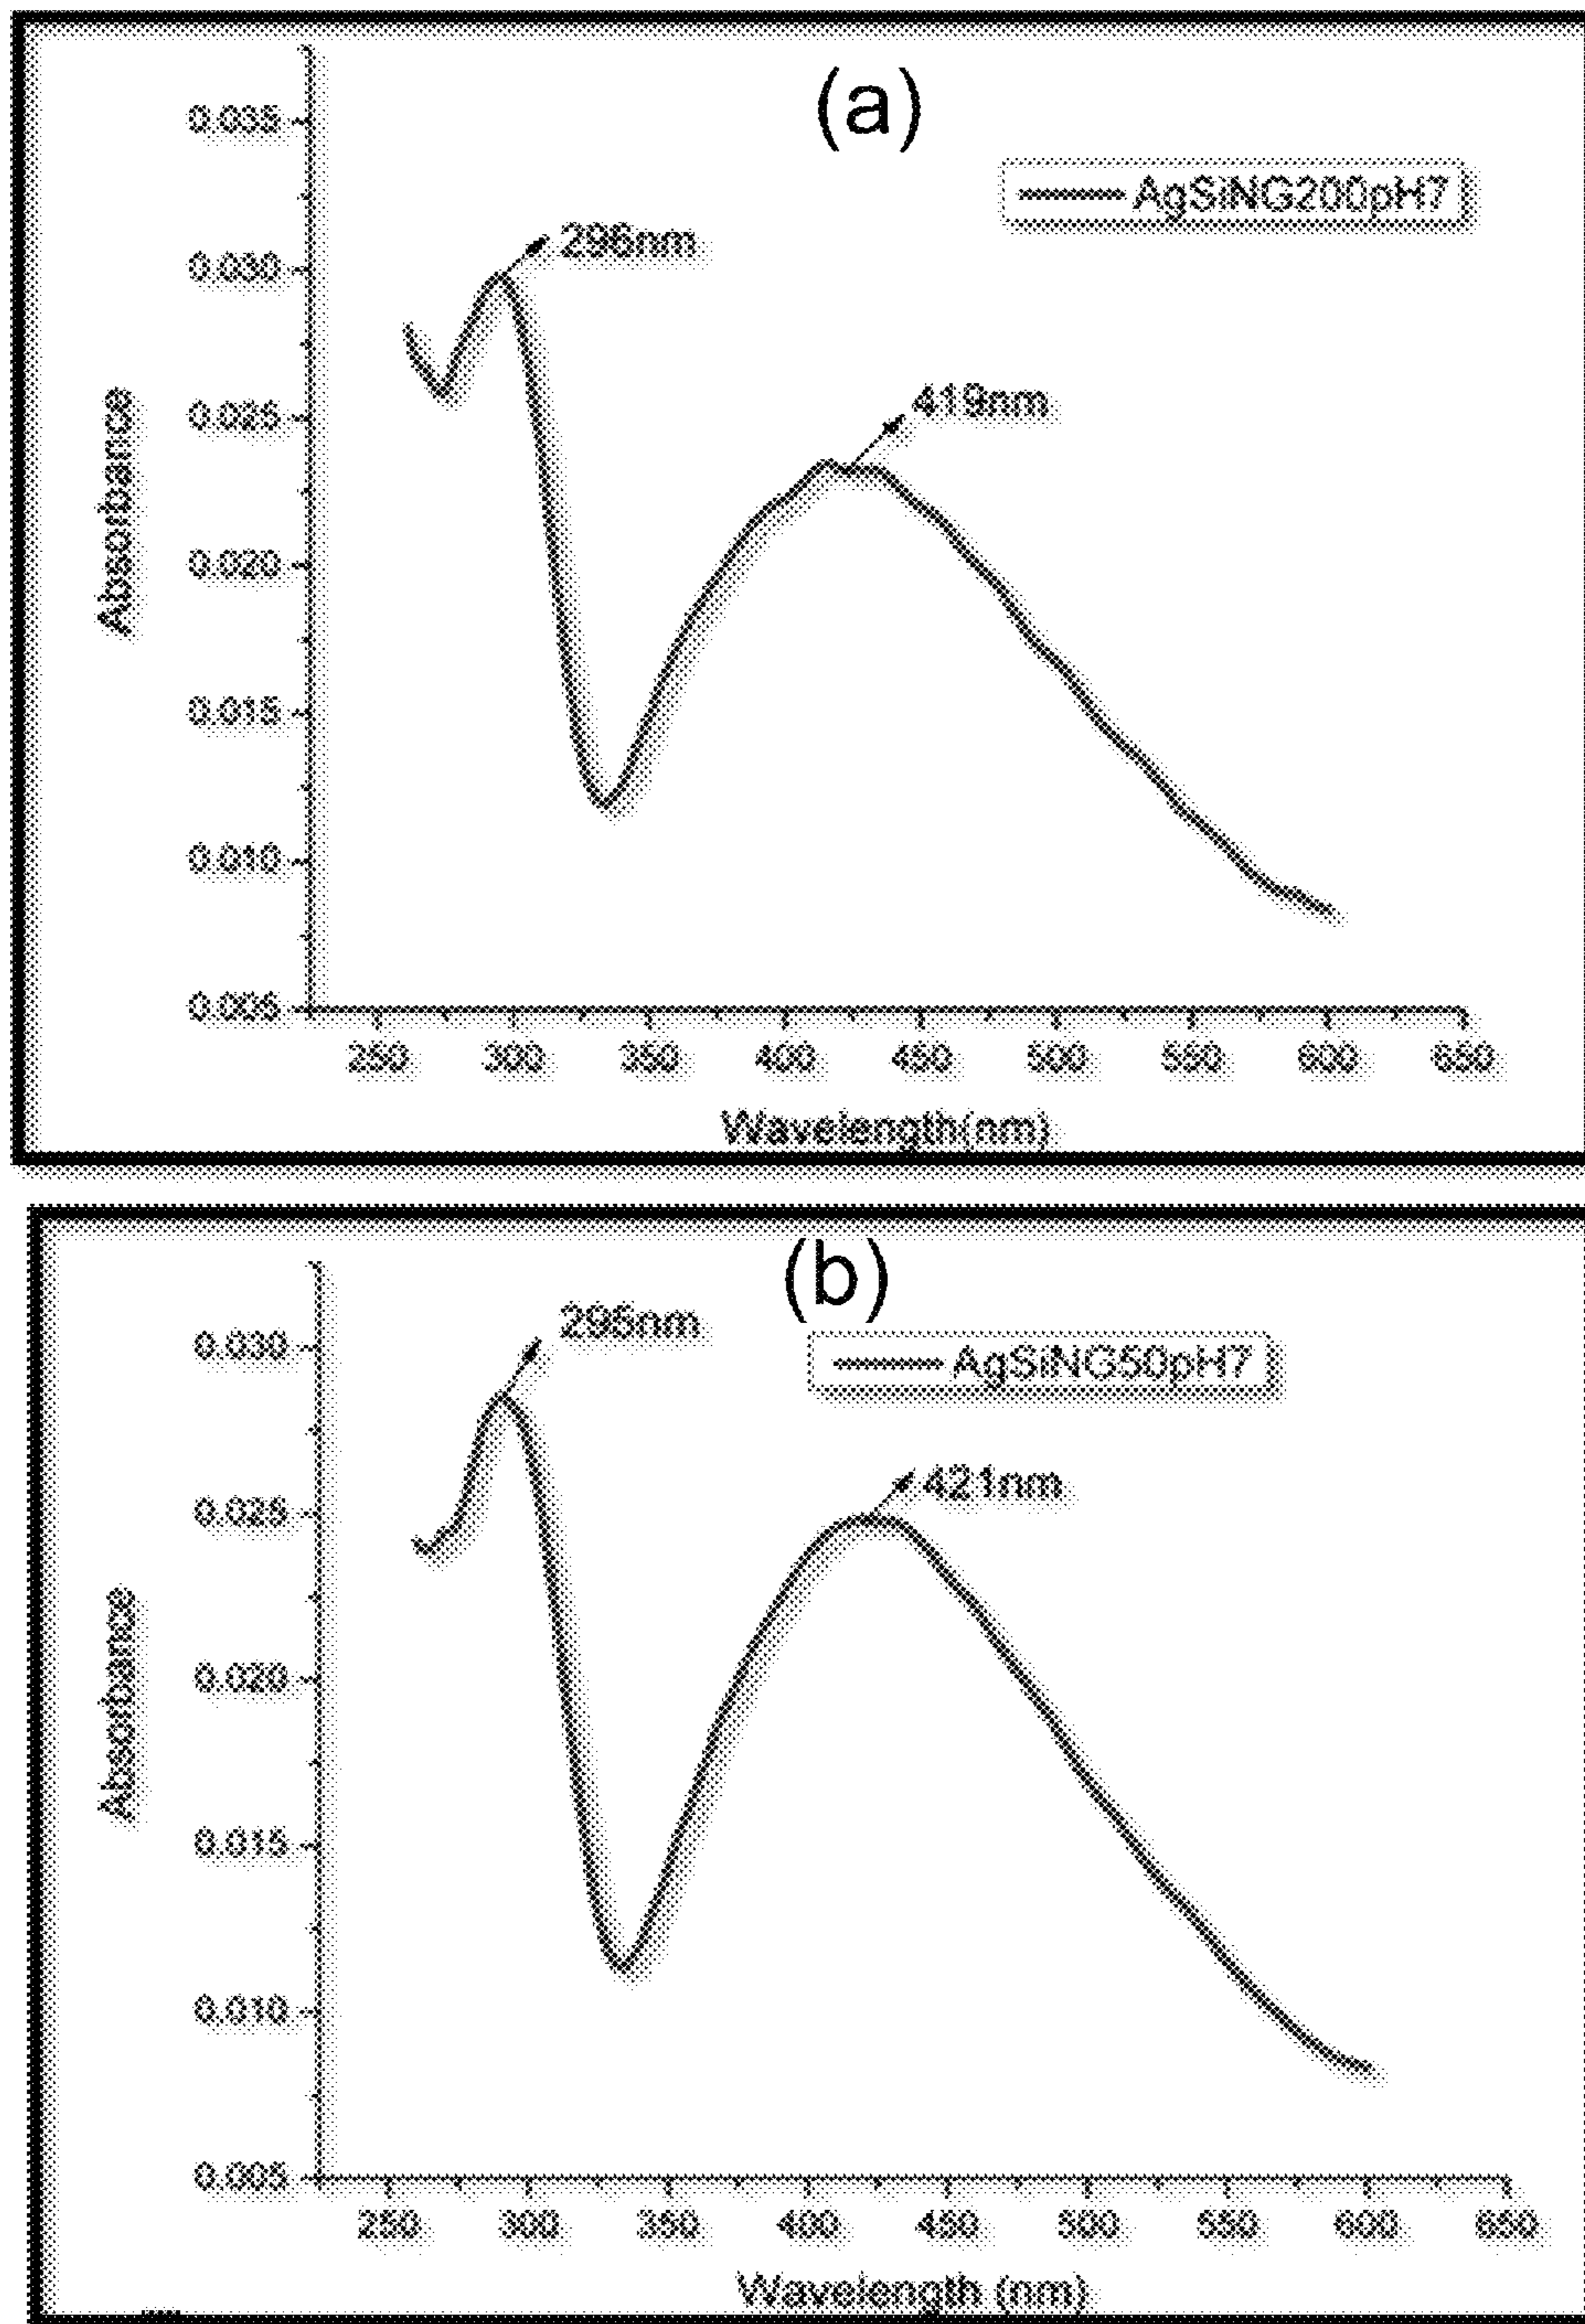 (a)
AgSiNG200pH7
296nm
419nm
Absorbance
0.035
0.030
0.025
0.020
0.015
0.010
0.005
250 300 350 400 450 500 550 600 650
Wavelength(nm)
(b)
AgSiNG50pH7
295nm
421nm
Absorbance
0.030
0.025
0.020
0.015
0.010
0.005
250 300 350 400 450 500 550 600 650
Wavelength (nm)